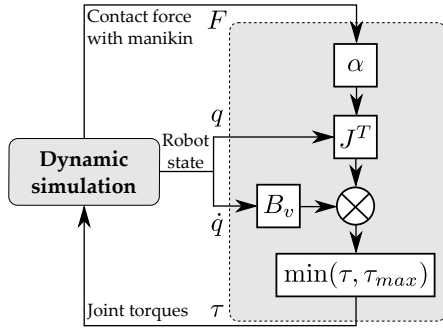 Contact force
with manikin
F
α
q
Robot
state
J^T
Dynamic
simulation
q̇
B_v
min(τ, τ_max)
Joint torques
τ